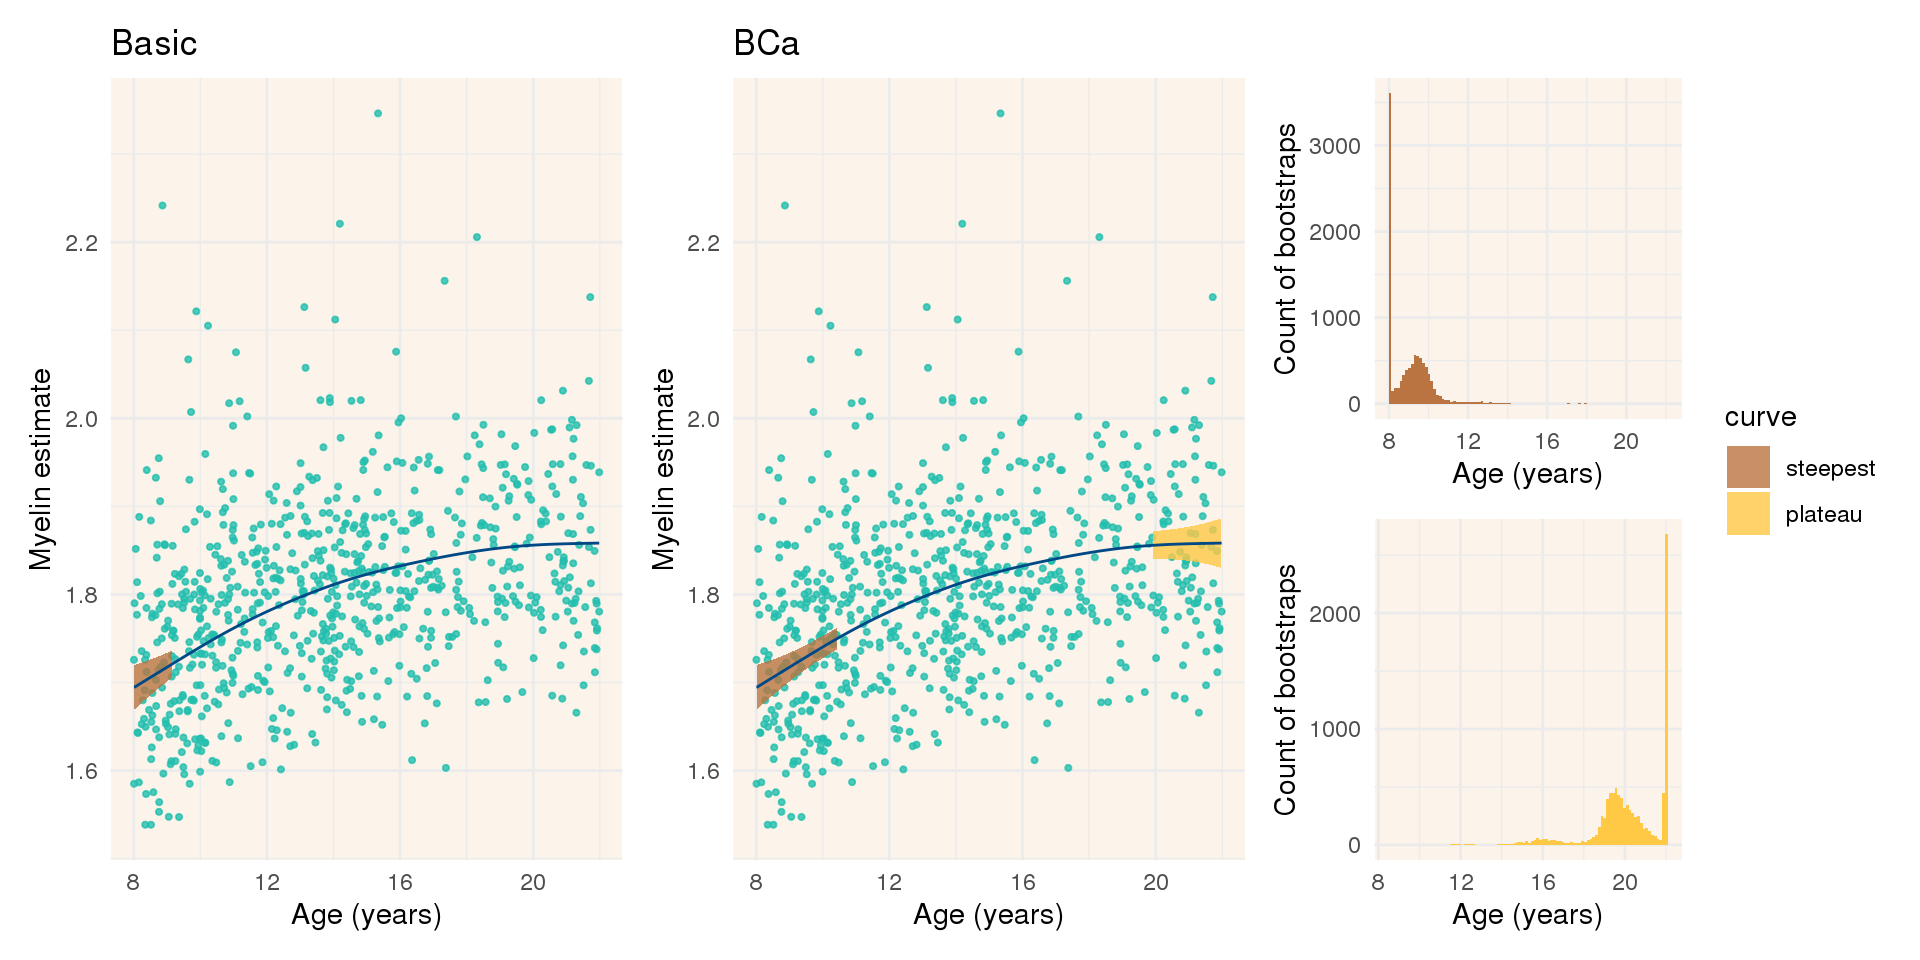 Basic
Myelin estimate
2.2
2.0
1.8
1.6
8 12 16 20
Age (years)
BCa
Myelin estimate
2.2
2.0
1.8
1.6
8 12 16 20
Age (years)
Count of bootstraps
3000
2000
1000
0
8 12 16 20
Age (years)
Count of bootstraps
2000
1000
0
8 12 16 20
Age (years)
curve
steepest
plateau